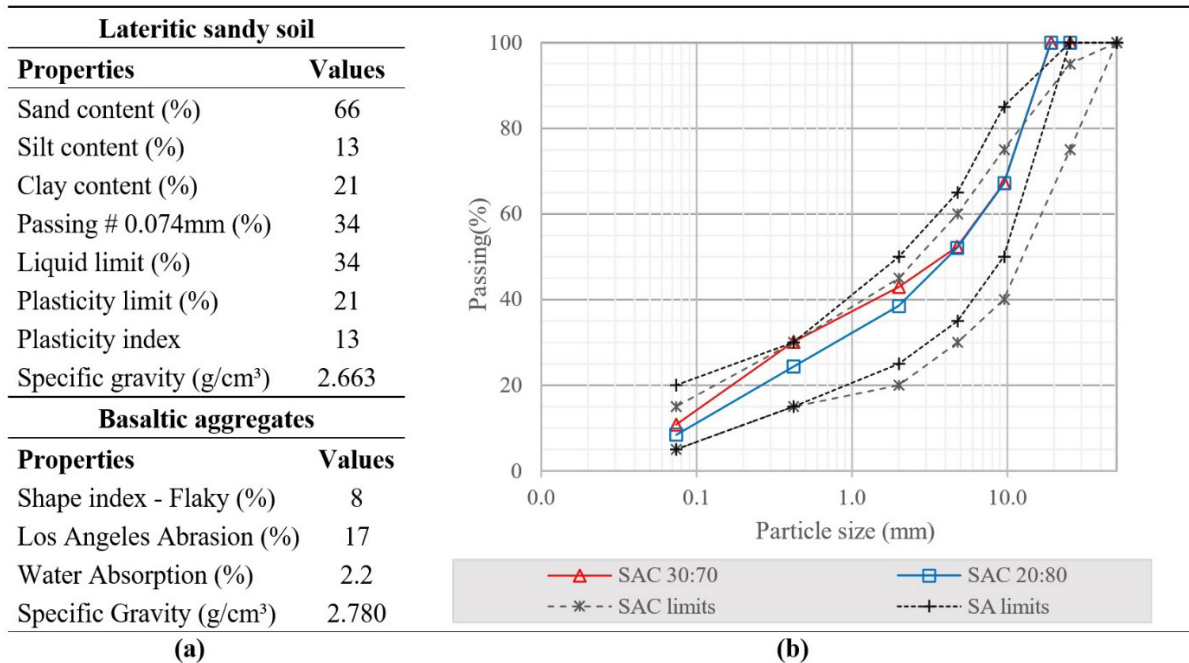 Lateritic sandy soil
Properties Values
Sand content (%) 66
Silt content (%) 13
Clay content (%) 21
Passing # 0.074mm (%) 34
Liquid limit (%) 34
Plasticity limit (%) 21
Plasticity index 13
Specific gravity (g/cm³) 2.663
Basaltic aggregates
Properties Values
Shape index - Flaky (%) 8
Los Angeles Abrasion (%) 17
Water Absorption (%) 2.2
Specific Gravity (g/cm³) 2.780
(a)
Passing(%)
100
80
60
40
20
0
0.0 0.1 1.0 10.0
Particle size (mm)
SAC 30:70 SAC 20:80
SAC limits SA limits
(b)